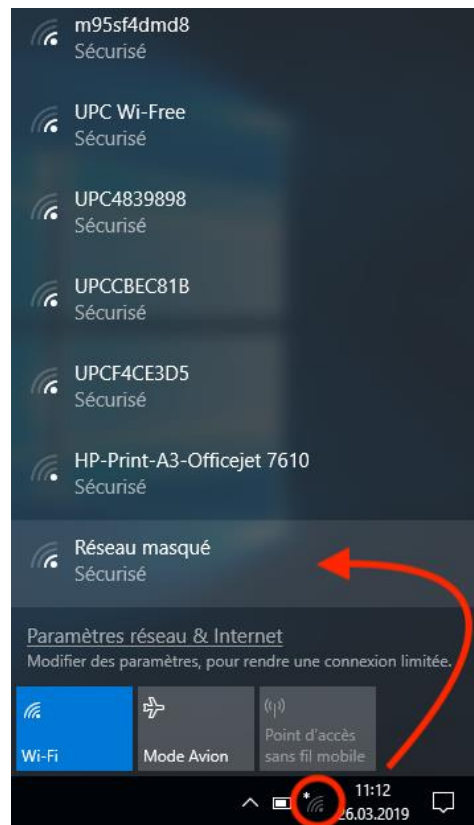 m95sf4dmd8
Sécurisé
UPC Wi-Free
Sécurisé
UPC4839898
Sécurisé
UPCCBEC81B
Sécurisé
UPCF4CE3D5
Sécurisé
HP-Print-A3-Officejet 7610
Sécurisé
Réseau masqué
Sécurisé
Paramètres réseau & Internet
Modifier des paramètres, pour rendre une connexion limitée.
Wi-Fi
Mode Avion
Point d'accès
sans fil mobile
11:12
26.03.2019